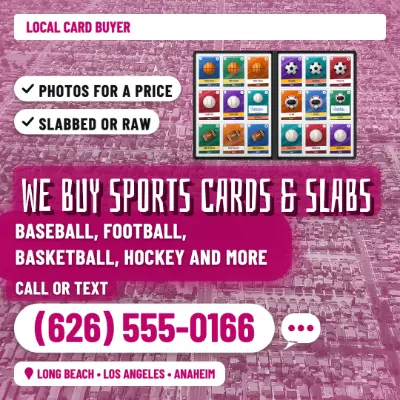 LOCAL CARD BUYER
PHOTOS FOR A PRICE
SLABBED OR RAW
WE BUY SPORTS CARDS & SLABS
BASEBALL, FOOTBALL,
BASKETBALL, HOCKEY AND MORE
CALL OR TEXT
(626) 555-0166
LONG BEACH • LOS ANGELES • ANAHEIM